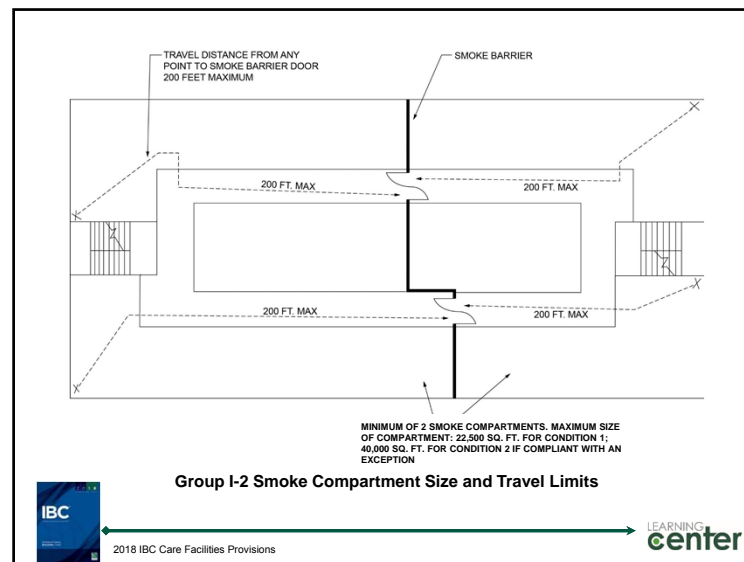 TRAVEL DISTANCE FROM ANY
POINT TO SMOKE BARRIER DOOR
200 FEET MAXIMUM
SMOKE BARRIER
200 FT. MAX
200 FT. MAX
200 FT. MAX
200 FT. MAX
MINIMUM OF 2 SMOKE COMPARTMENTS. MAXIMUM SIZE
OF COMPARTMENT: 22,500 SQ. FT. FOR CONDITION 1;
40,000 SQ. FT. FOR CONDITION 2 IF COMPLIANT WITH AN
EXCEPTION
Group I-2 Smoke Compartment Size and Travel Limits
IBC
2018 IBC Care Facilities Provisions
LEARNING
center